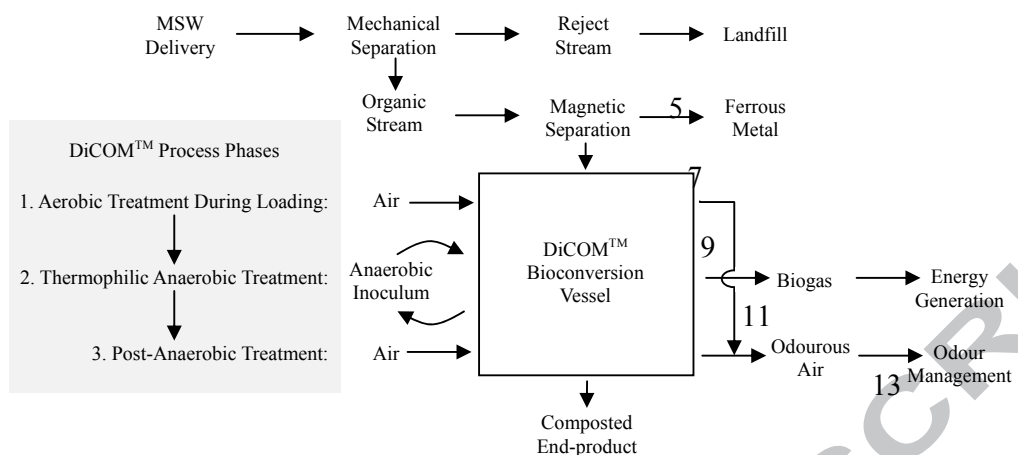 MSW
Delivery
Mechanical
Separation
Reject
Stream
Landfill
Organic
Stream
Magnetic
Separation
5
Ferrous
Metal
DiCOM™ Process Phases
7
1. Aerobic Treatment During Loading:
Air
DiCOM™
Bioconversion
Vessel
9
2. Thermophilic Anaerobic Treatment:
Anaerobic
Inoculum
Biogas
Energy
Generation
11
3. Post-Anaerobic Treatment:
Air
Odourous
Air
13
Odour
Management
Composted
End-product
SCR